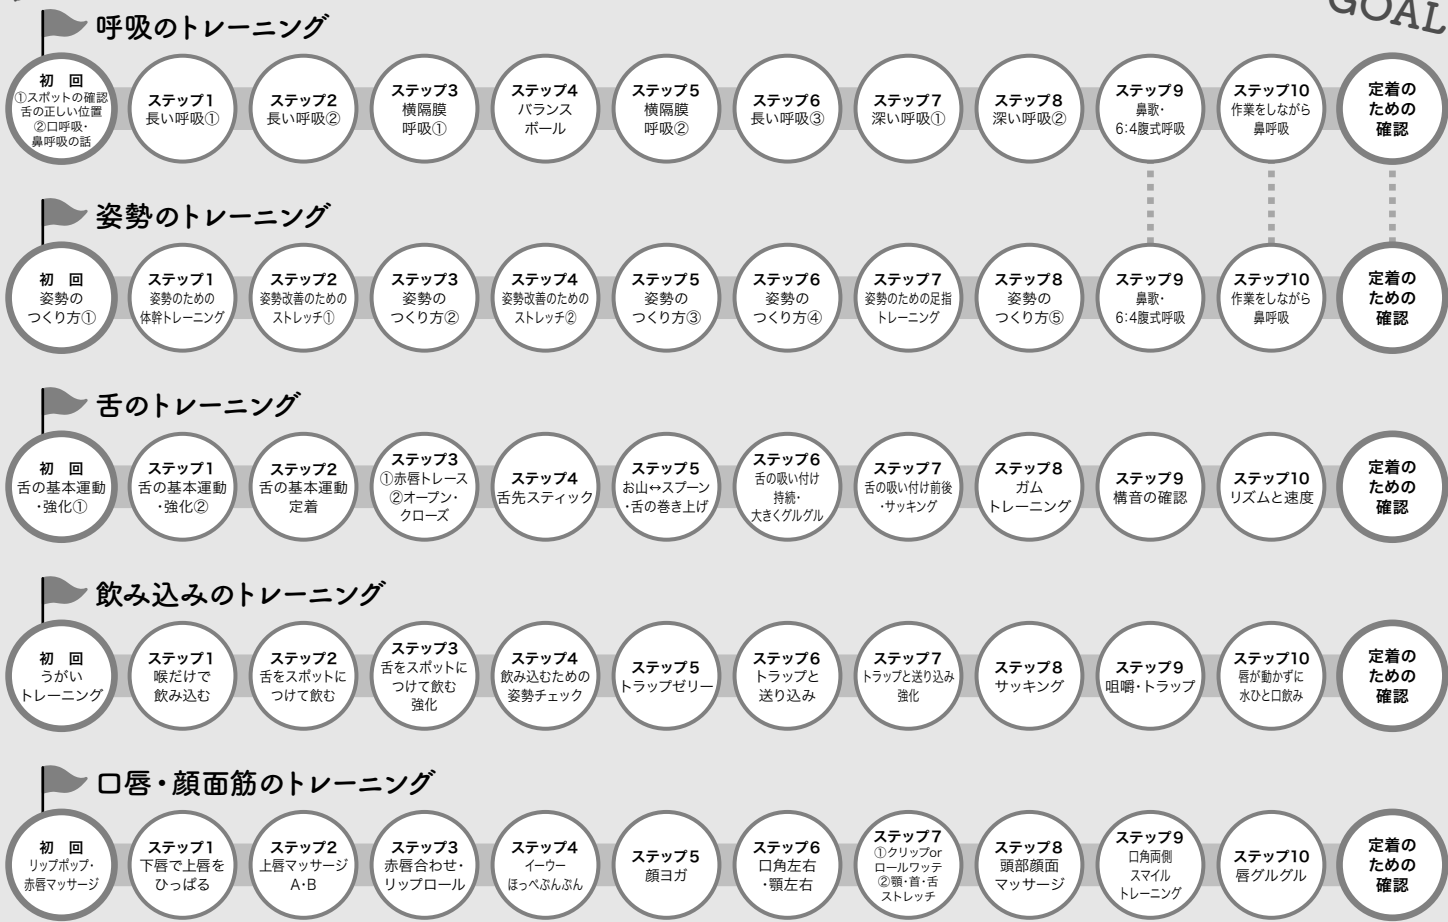 GOAL
呼吸のトレーニング
初 回
①スポットの確認
舌の正しい位置
②口呼吸・
鼻呼吸の話
ステップ1
長い呼吸①
ステップ2
長い呼吸②
ステップ3
横隔膜
呼吸①
ステップ4
バランス
ボール
ステップ5
横隔膜
呼吸②
ステップ6
長い呼吸③
ステップ7
深い呼吸①
ステップ8
深い呼吸②
ステップ9
鼻歌・
6:4腹式呼吸
ステップ10
作業をしながら
鼻呼吸
定着の
ための
確認
姿勢のトレーニング
初 回
姿勢の
つくり方①
ステップ1
姿勢のための
体幹トレーニング
ステップ2
姿勢改善のための
ストレッチ①
ステップ3
姿勢の
つくり方②
ステップ4
姿勢改善のための
ストレッチ②
ステップ5
姿勢の
つくり方③
ステップ6
姿勢の
つくり方④
ステップ7
姿勢のための足指
トレーニング
ステップ8
姿勢の
つくり方⑤
ステップ9
鼻歌・
6:4腹式呼吸
ステップ10
作業をしながら
鼻呼吸
定着の
ための
確認
舌のトレーニング
初 回
舌の基本運動
・強化①
ステップ1
舌の基本運動
・強化②
ステップ2
舌の基本運動
定着
ステップ3
①赤唇トレース
②オープン・
クローズ
ステップ4
舌先スティック
ステップ5
お山↔スプーン
・舌の巻き上げ
ステップ6
舌の吸い付け
持続・
大きくグルグル
ステップ7
舌の吸い付け前後
・サッキング
ステップ8
ガム
トレーニング
ステップ9
構音の確認
ステップ10
リズムと速度
定着の
ための
確認
飲み込みのトレーニング
初 回
うがい
トレーニング
ステップ1
喉だけで
飲み込む
ステップ2
舌をスポットに
つけて飲む
ステップ3
舌をスポットに
つけて飲む
強化
ステップ4
飲み込むための
姿勢チェック
ステップ5
トラップゼリー
ステップ6
トラップと
送り込み
ステップ7
トラップと送り込み
強化
ステップ8
サッキング
ステップ9
咀嚼・トラップ
ステップ10
唇が動かずに
水ひと口飲み
定着の
ための
確認
口唇・顔面筋のトレーニング
初 回
リップポップ・
赤唇マッサージ
ステップ1
下唇で上唇を
ひっぱる
ステップ2
上唇マッサージ
A・B
ステップ3
赤唇合わせ・
リップロール
ステップ4
イーウー
ほっぺぷんぷん
ステップ5
顔ヨガ
ステップ6
口角左右
・顎左右
ステップ7
①クリップor
ロールワッテ
②顎・首・舌
ストレッチ
ステップ8
頭部顔面
マッサージ
ステップ9
口角両側
スマイル
トレーニング
ステップ10
唇グルグル
定着の
ための
確認